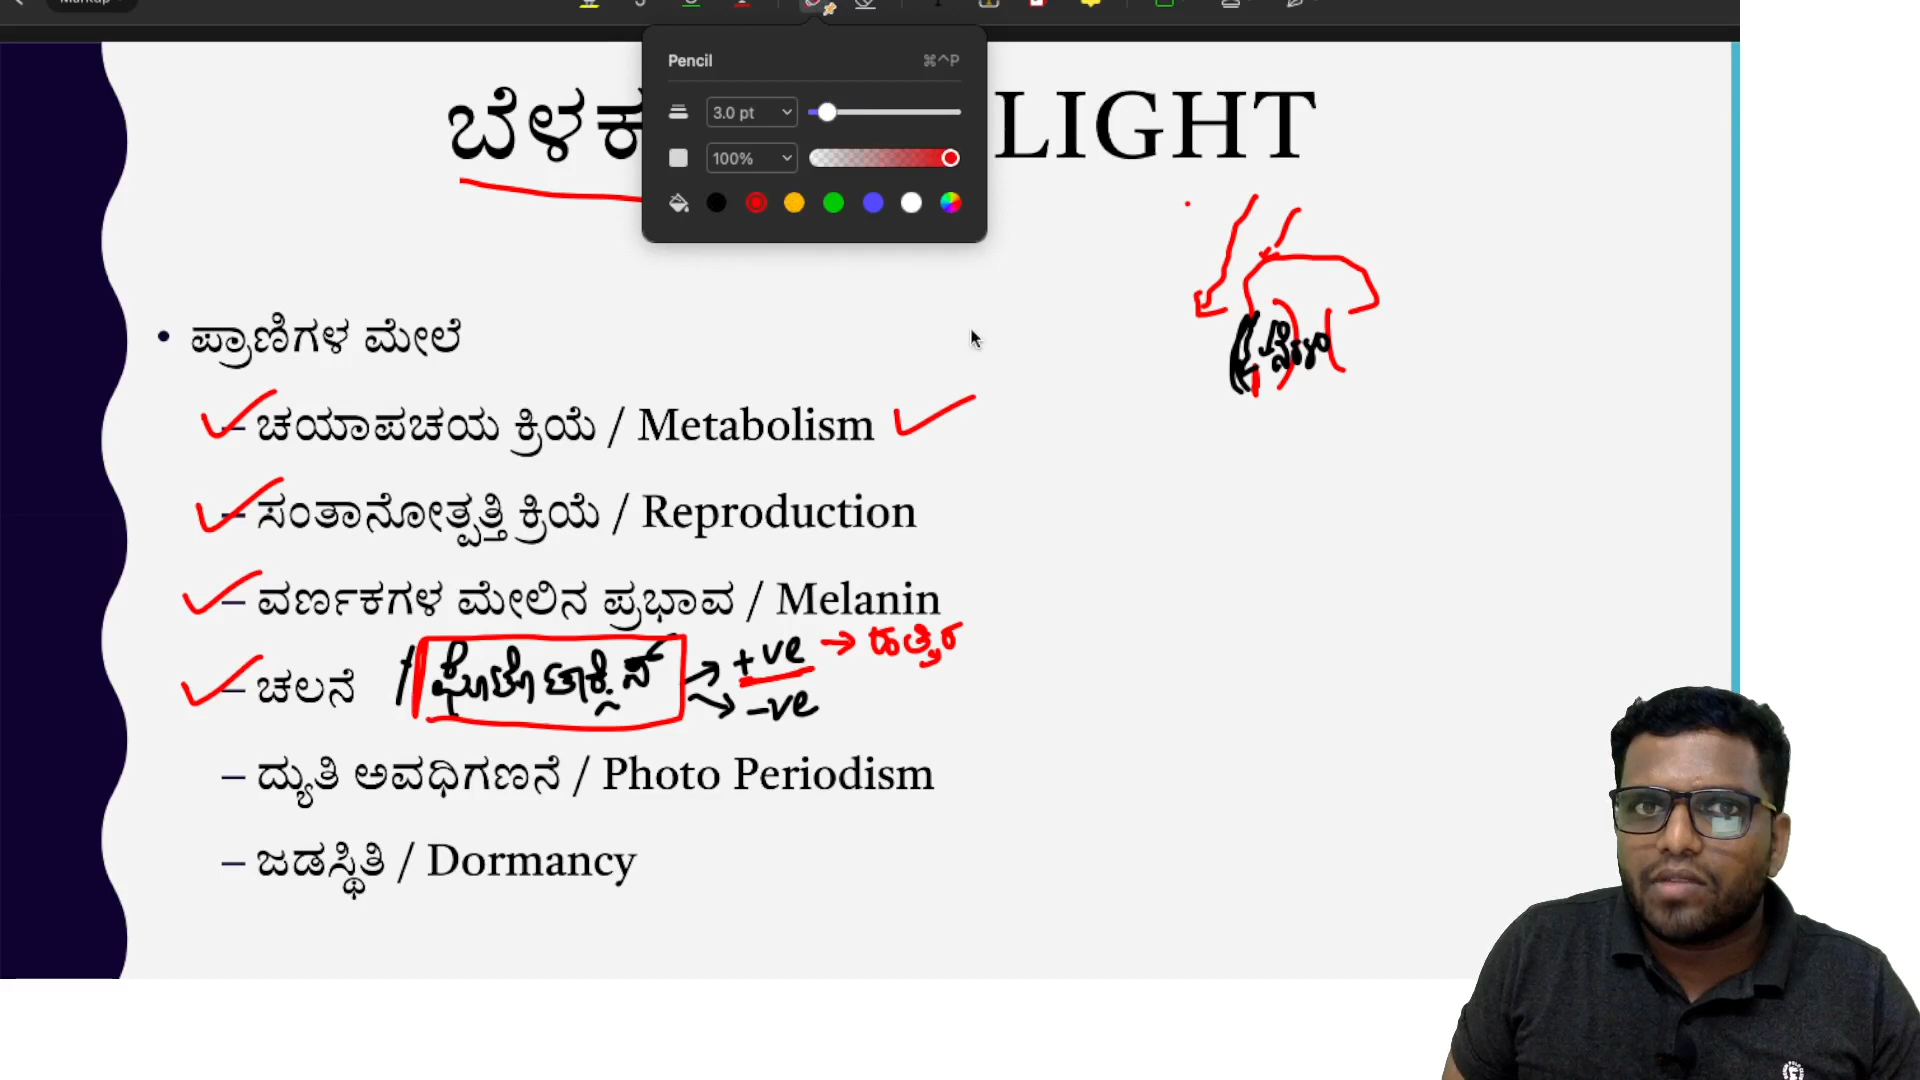 Markup
Pencil ⌘^P
3.0 pt
100%
LIGHT
• ಪ್ರಾಣಿಗಳ ಮೇಲೆ
– ಚಯಾಪಚಯ ಕ್ರಿಯೆ / Metabolism
– ಸಂತಾನೋತ್ಪತ್ತಿ ಕ್ರಿಯೆ / Reproduction
– ವರ್ಣಕಗಳ ಮೇಲಿನ ಪ್ರಭಾವ / Melanin
– ಚಲನೆ / ಫೋಟೋಟಾಕ್ಸಿಸ್ → +ve → ಹತ್ತಿರ
→ -ve
– ದ್ಯುತಿ ಅವಧಿಗಣನೆ / Photo Periodism
– ಜಡಸ್ಥಿತಿ / Dormancy